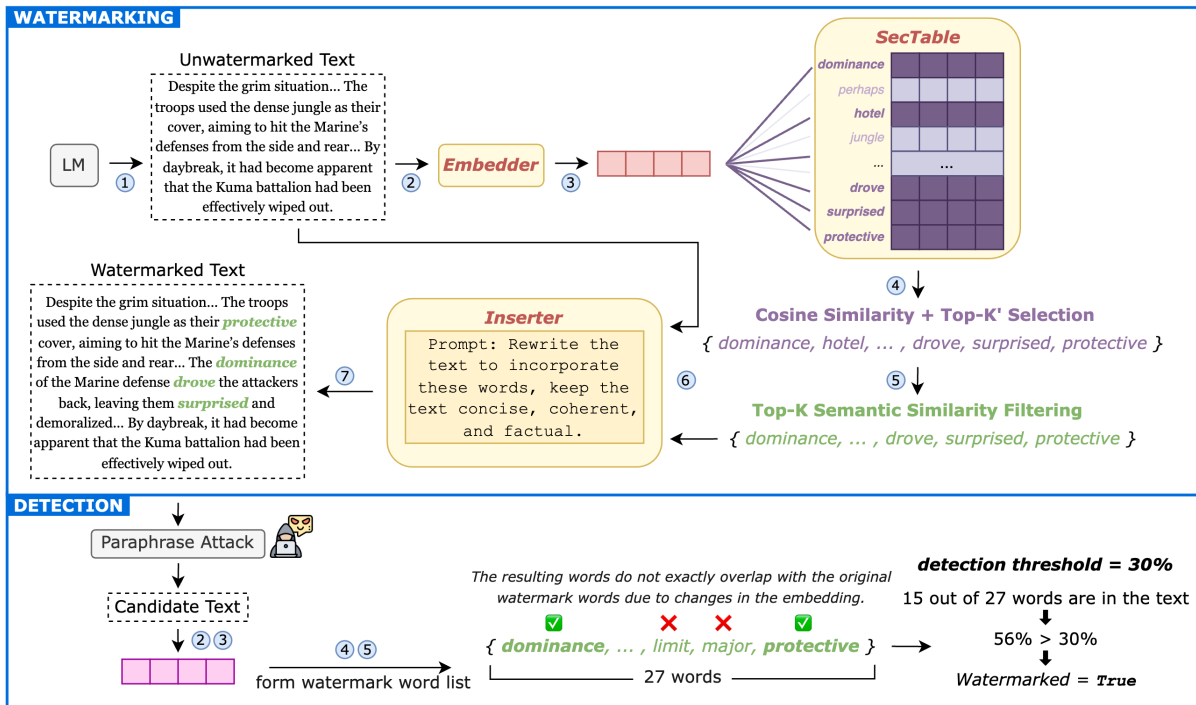 WATERMARKING
Unwatermarked Text
Despite the grim situation... The
troops used the dense jungle as their
cover, aiming to hit the Marine's
defenses from the side and rear... By
daybreak, it had become apparent
that the Kuma battalion had been
effectively wiped out.
LM
1
2
Embedder
3
SecTable
dominance
perhaps
hotel
jungle
...
...
drove
surprised
protective
4
Cosine Similarity + Top-K' Selection
{ dominance, hotel, ... , drove, surprised, protective }
5
Top-K Semantic Similarity Filtering
{ dominance, ... , drove, surprised, protective }
6
Inserter
Prompt: Rewrite the
text to incorporate
these words, keep the
text concise, coherent,
and factual.
7
Watermarked Text
Despite the grim situation... The troops
used the dense jungle as their protective
cover, aiming to hit the Marine's defenses
from the side and rear... The dominance
of the Marine defense drove the attackers
back, leaving them surprised and
demoralized... By daybreak, it had become
apparent that the Kuma battalion had been
effectively wiped out.
DETECTION
Paraphrase Attack
Candidate Text
2 3
4 5
form watermark word list
The resulting words do not exactly overlap with the original
watermark words due to changes in the embedding.
{ dominance, ... , limit, major, protective }
27 words
detection threshold = 30%
15 out of 27 words are in the text
56% > 30%
Watermarked = True